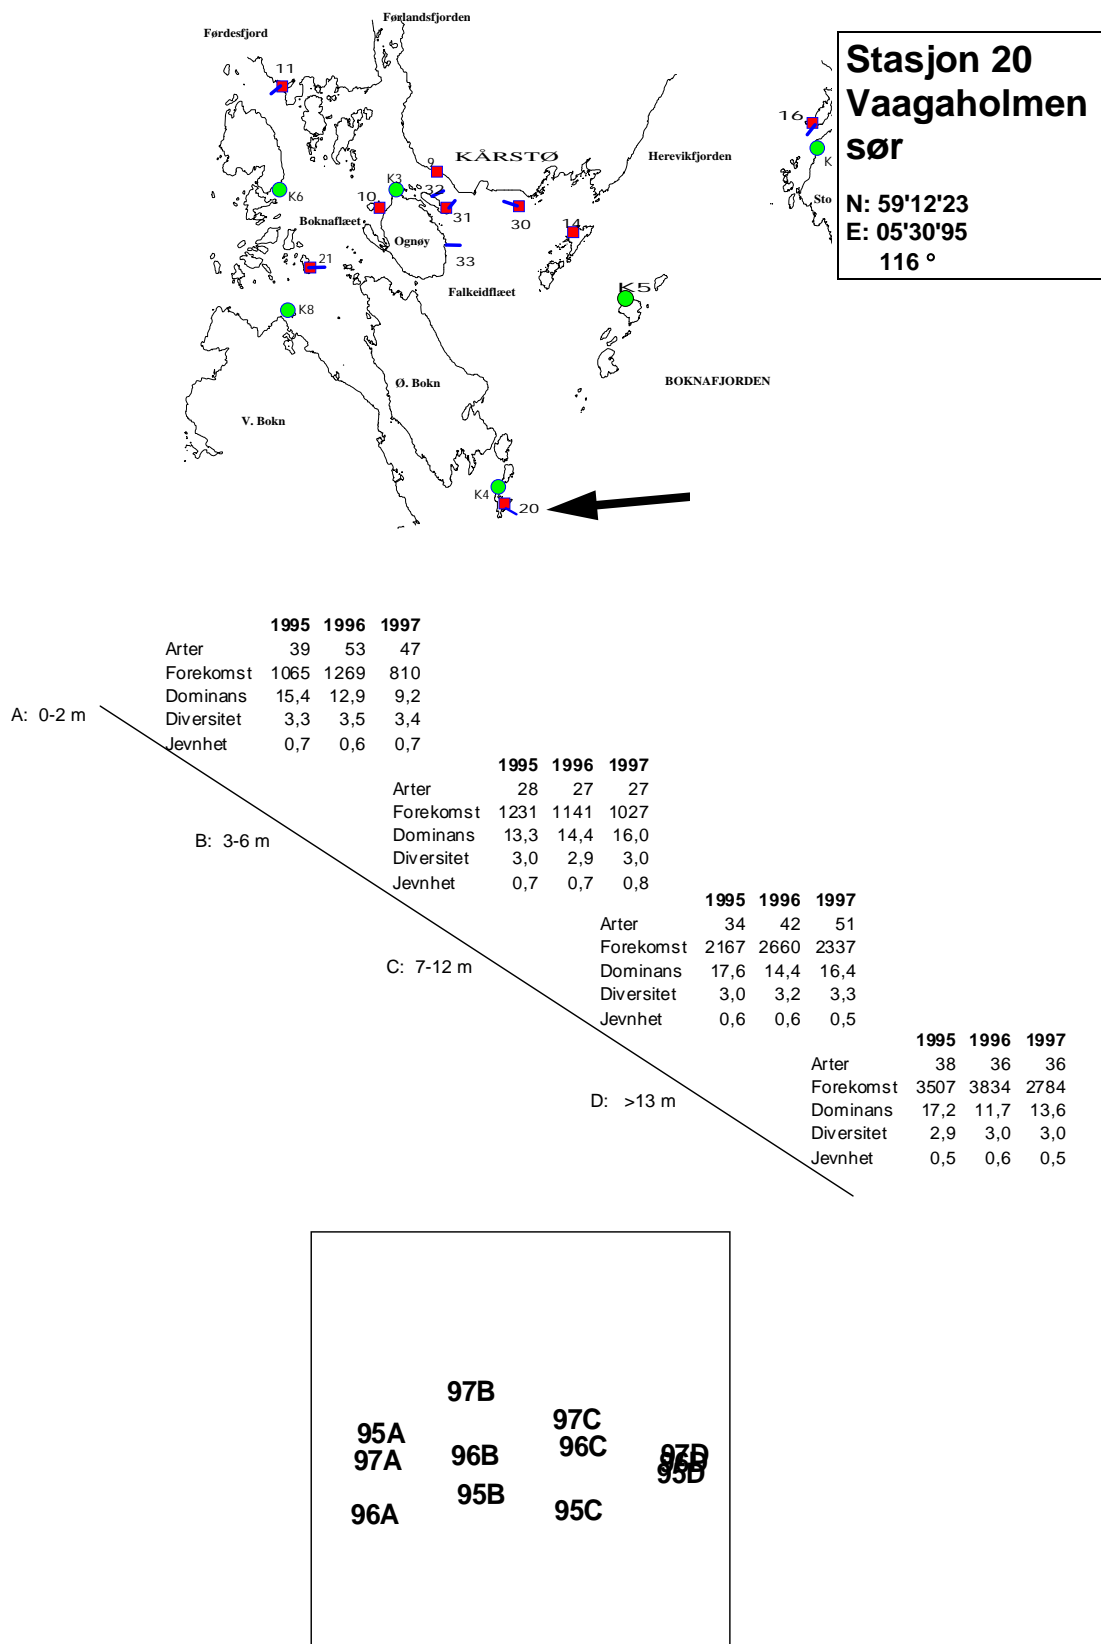 Førlandsfjorden
Førdesfjord
11
16
K
Sto
Stasjon 20
Vaagaholmen
sør
N: 59'12'23
E: 05'30'95
116 °
9
KÅRSTØ
Herevikfjorden
K6
K3
32
10
31
30
14
Boknaflæet
Ognøy
33
21
Falkeidflæet
K5
K8
Ø. Bokn
BOKNAFJORDEN
V. Bokn
K4
20
1995 1996 1997
Arter 39 53 47
Forekomst 1065 1269 810
Dominans 15,4 12,9 9,2
Diversitet 3,3 3,5 3,4
Jevnhet 0,7 0,6 0,7
A: 0-2 m
1995 1996 1997
Arter 28 27 27
Forekomst 1231 1141 1027
Dominans 13,3 14,4 16,0
Diversitet 3,0 2,9 3,0
Jevnhet 0,7 0,7 0,8
B: 3-6 m
1995 1996 1997
Arter 34 42 51
Forekomst 2167 2660 2337
Dominans 17,6 14,4 16,4
Diversitet 3,0 3,2 3,3
Jevnhet 0,6 0,6 0,5
C: 7-12 m
1995 1996 1997
Arter 38 36 36
Forekomst 3507 3834 2784
Dominans 17,2 11,7 13,6
Diversitet 2,9 3,0 3,0
Jevnhet 0,5 0,6 0,5
D: >13 m
97B
97C
95A
96C
97A
96B
97D
96D
95D
95B
96A
95C